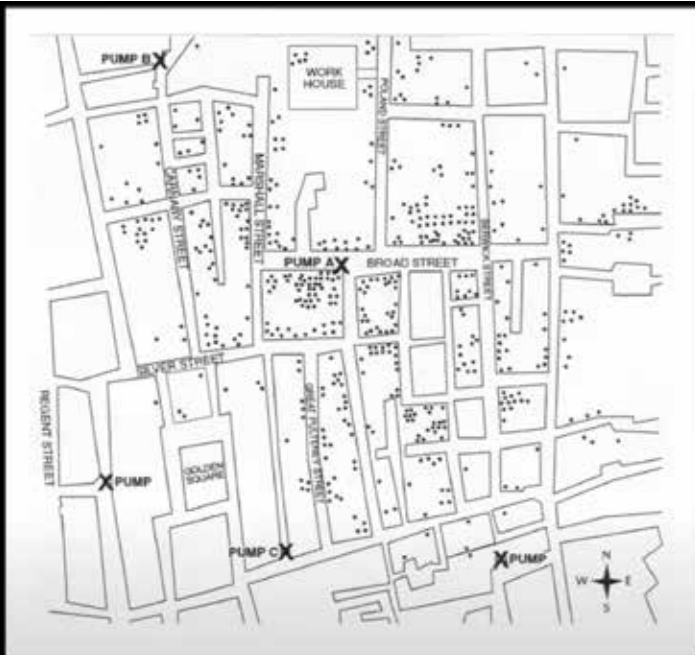 PUMP B
WORK
HOUSE
POLAND STREET
CARNABY STREET
MARSHALL STREET
BERWICK STREET
PUMP A
BROAD STREET
SILVER STREET
REGENT STREET
GREAT PULTENEY STREET
GOLDEN
SQUARE
PUMP
PUMP C
PUMP
N
W
E
S